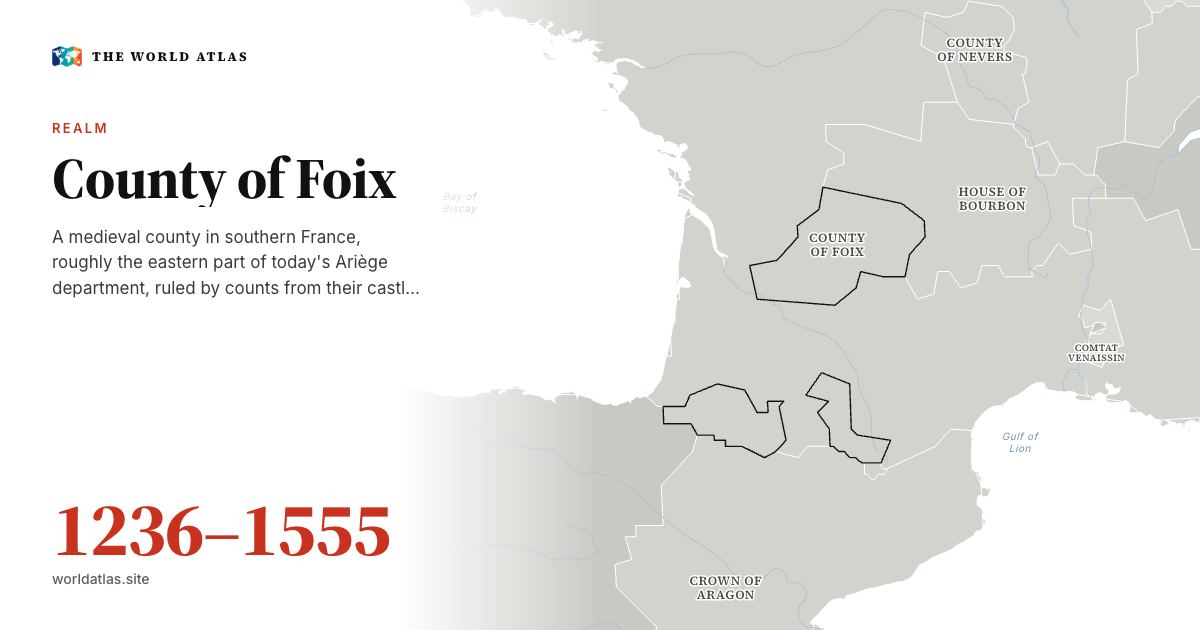 THE WORLD ATLAS
REALM
County of Foix
A medieval county in southern France,
roughly the eastern part of today's Ariège
department, ruled by counts from their castl...
1236–1555
worldatlas.site
Bay of
Biscay
COUNTY
OF NEVERS
HOUSE OF
BOURBON
COUNTY
OF FOIX
COMTAT
VENAISSIN
Gulf of
Lion
CROWN OF
ARAGON